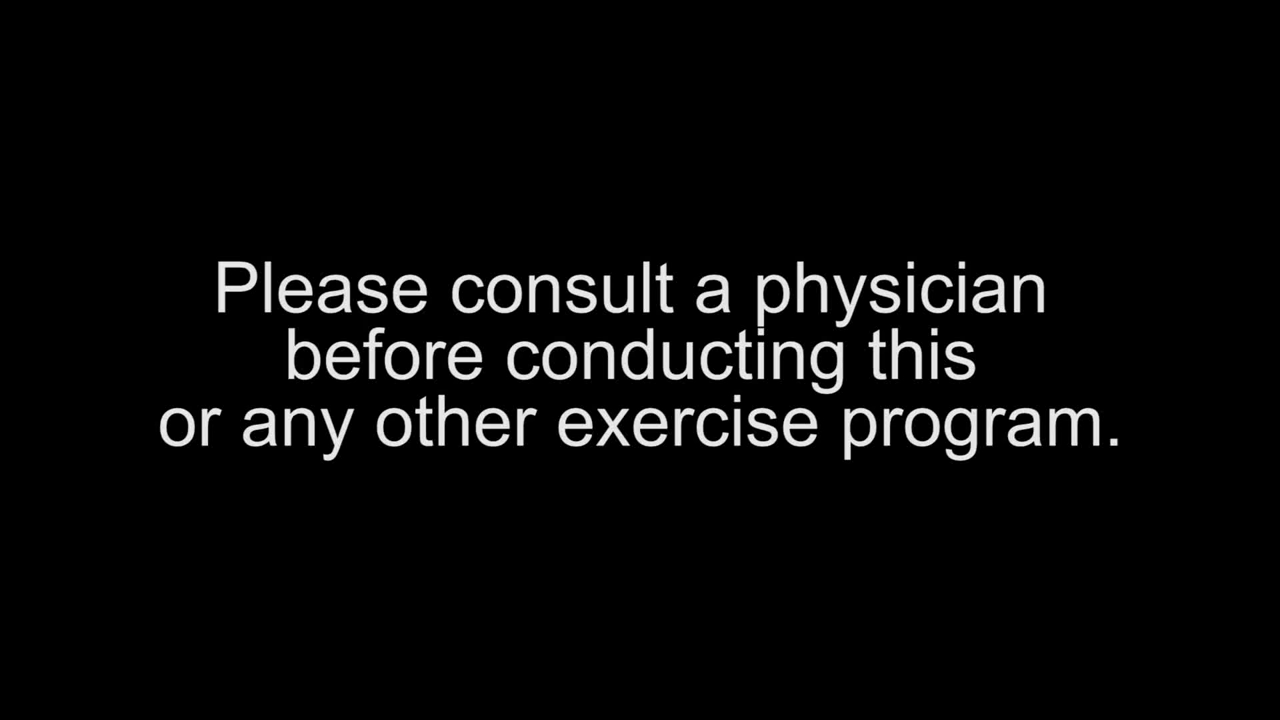 Please consult a physician
before conducting this
or any other exercise program.